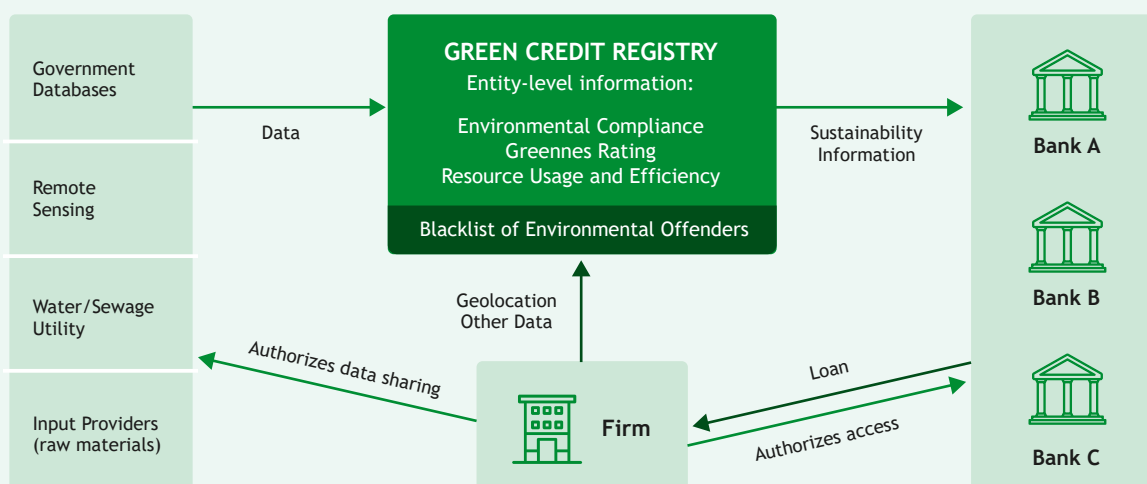 Government
Databases
Remote
Sensing
Water/Sewage
Utility
Input Providers
(raw materials)
Data
GREEN CREDIT REGISTRY
Entity-level information:
Environmental Compliance
Greennes Rating
Resource Usage and Efficiency
Blacklist of Environmental Offenders
Sustainability
Information
Geolocation
Other Data
Authorizes data sharing
Firm
Loan
Authorizes access
Bank A
Bank B
Bank C